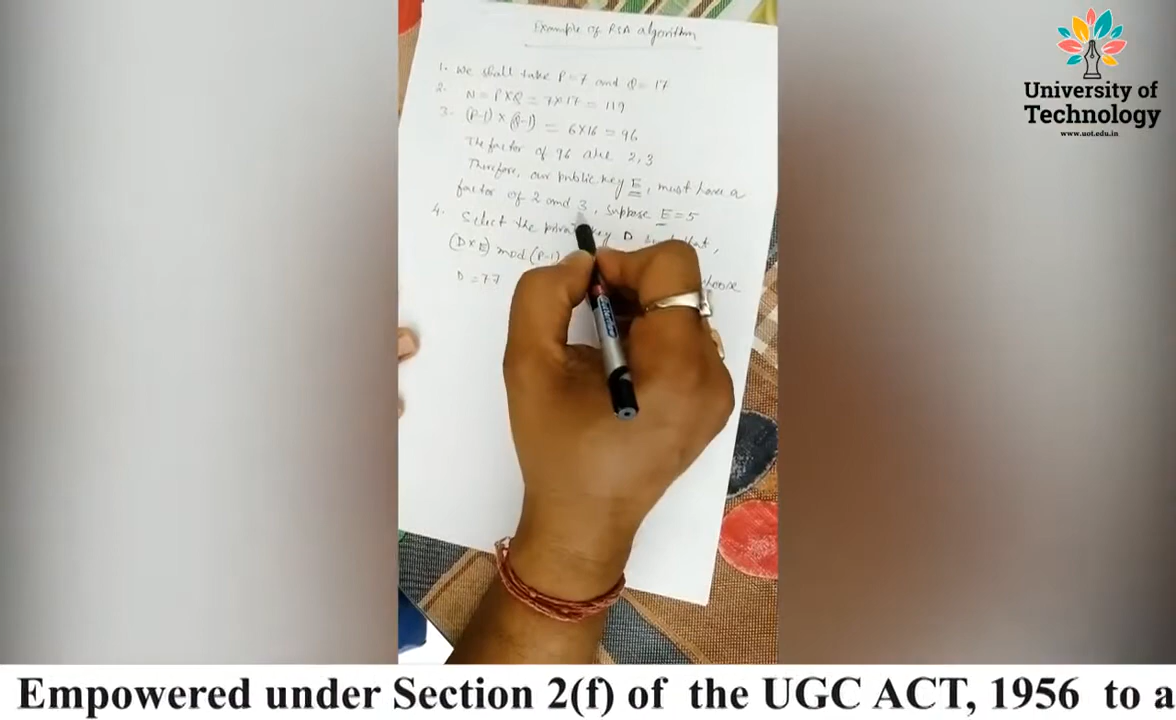 Example of RSA algorithm
1. We shall take P = 7 and Q = 17
2. N = P × Q = 7 × 17 = 119
3. (P-1) × (Q-1) = 6 × 16 = 96
The factor of 96 are 2, 3
Therefore, our public key E, must have a
factor of 2 and 3, suppose E = 5
4. Select the D that,
(D × E) mod (P-1)
D = 77
University of
Technology
www.uot.edu.in
Empowered under Section 2(f) of the UGC ACT, 1956 to a